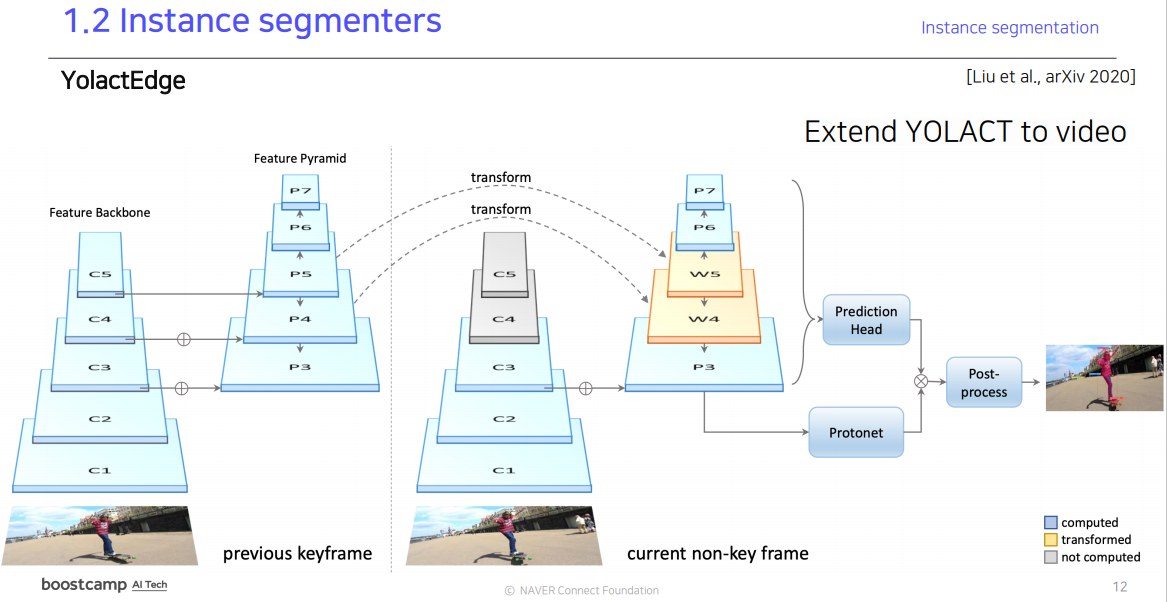 1.2 Instance segmenters
Instance segmentation
YolactEdge
[Liu et al., arXiv 2020]
Extend YOLACT to video
Feature Pyramid
Feature Backbone
P7
P6
P5
P4
P3
C5
C4
C3
C2
C1
transform
transform
C5
C4
C3
C2
C1
P7
P6
W5
W4
P3
Prediction
Head
Protonet
Post-
process
previous keyframe
current non-key frame
computed
transformed
not computed
boostcamp AI Tech
© NAVER Connect Foundation
12